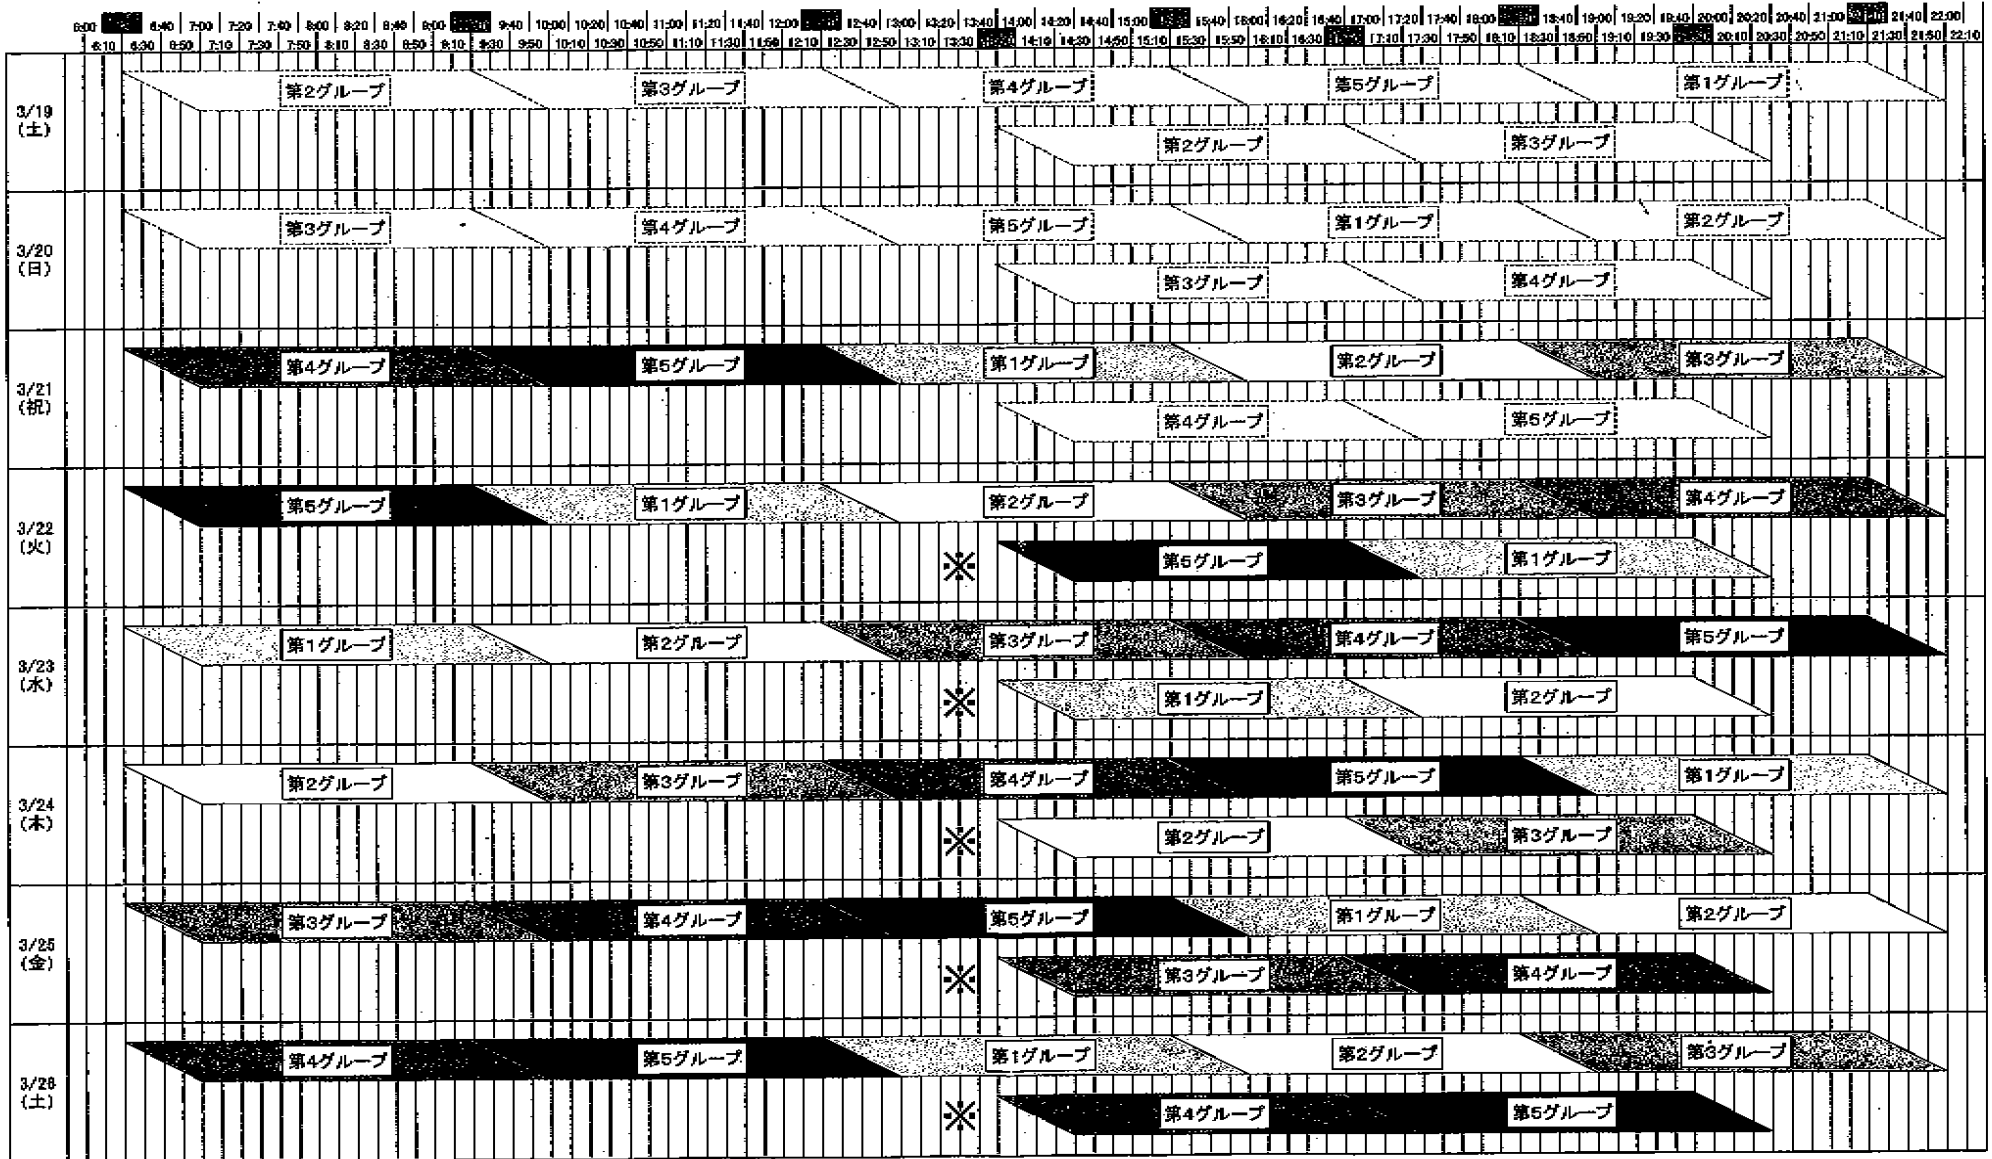 6:00 6:40 7:00 7:20 7:40 8:00 8:20 8:40 9:00 9:40 10:00 10:20 10:40 11:00 11:20 11:40 12:00 12:40 13:00 13:20 13:40 14:00 14:20 14:40 15:00 15:40 16:00 16:20 16:40 17:00 17:20 17:40 18:00 18:40 19:00 19:20 19:40 20:00 20:20 20:40 21:00 21:40 22:00
6:10 6:30 6:50 7:10 7:30 7:50 8:10 8:30 8:50 9:10 9:30 9:50 10:10 10:30 10:50 11:10 11:30 11:50 12:10 12:30 12:50 13:10 13:30 14:10 14:30 14:50 15:10 15:30 15:50 16:10 16:30 17:10 17:30 17:50 18:10 18:30 18:50 19:10 19:30 20:10 20:30 20:50 21:10 21:30 21:50 22:10
3/19
(土)
第2グループ 第3グループ 第4グループ 第5グループ 第1グループ
第2グループ 第3グループ
3/20
(日)
第3グループ 第4グループ 第5グループ 第1グループ 第2グループ
第3グループ 第4グループ
3/21
(祝)
第4グループ 第5グループ 第1グループ 第2グループ 第3グループ
第4グループ 第5グループ
3/22
(火)
第5グループ 第1グループ 第2グループ 第3グループ 第4グループ
※ 第5グループ 第1グループ
3/23
(水)
第1グループ 第2グループ 第3グループ 第4グループ 第5グループ
※ 第1グループ 第2グループ
3/24
(木)
第2グループ 第3グループ 第4グループ 第5グループ 第1グループ
※ 第2グループ 第3グループ
3/25
(金)
第3グループ 第4グループ 第5グループ 第1グループ 第2グループ
※ 第3グループ 第4グループ
3/26
(土)
第4グループ 第5グループ 第1グループ 第2グループ 第3グループ
※ 第4グループ 第5グループ